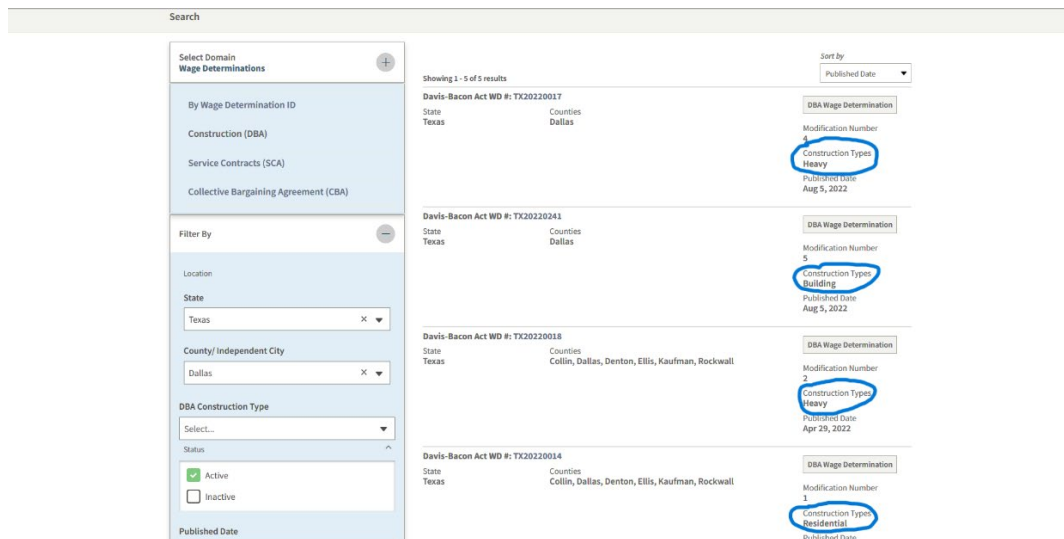 Search
Select Domain
Wage Determinations
By Wage Determination ID
Construction (DBA)
Service Contracts (SCA)
Collective Bargaining Agreement (CBA)
Filter By
Location
State
Texas
County/ Independent City
Dallas
DBA Construction Type
Select...
Status
Active
Inactive
Published Date
Sort by
Published Date
Showing 1 - 5 of 5 results
Davis-Bacon Act WD #: TX20220017
State
Texas
Counties
Dallas
DBA Wage Determination
Modification Number
4
Construction Types
Heavy
Published Date
Aug 5, 2022
Davis-Bacon Act WD #: TX20220241
State
Texas
Counties
Dallas
DBA Wage Determination
Modification Number
5
Construction Types
Building
Published Date
Aug 5, 2022
Davis-Bacon Act WD #: TX20220018
State
Texas
Counties
Collin, Dallas, Denton, Ellis, Kaufman, Rockwall
DBA Wage Determination
Modification Number
2
Construction Types
Heavy
Published Date
Apr 29, 2022
Davis-Bacon Act WD #: TX20220014
State
Texas
Counties
Collin, Dallas, Denton, Ellis, Kaufman, Rockwall
DBA Wage Determination
Modification Number
1
Construction Types
Residential
Published Date